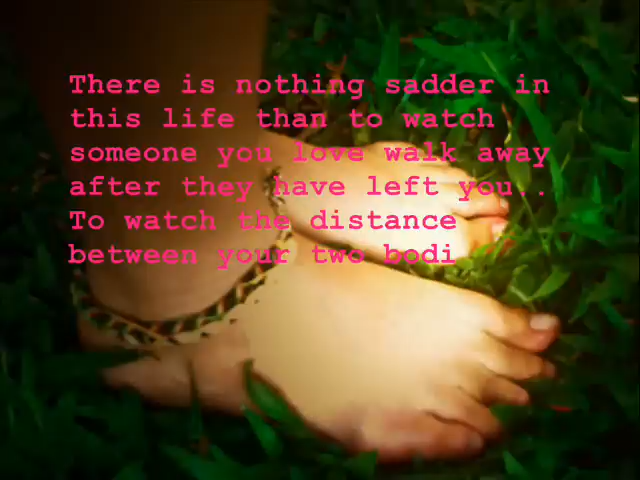 There is nothing sadder in
this life than to watch
someone you love walk away
after they have left you..
To watch the distance
between your two bodi